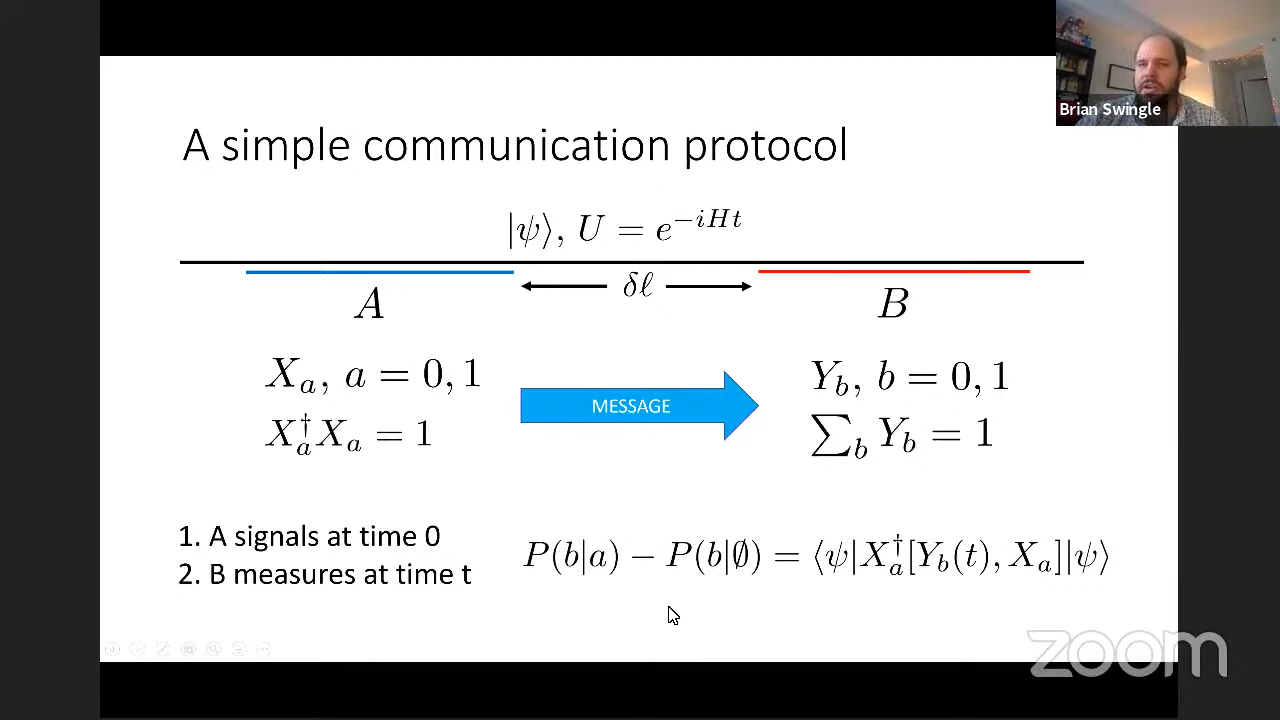 Brian Swingle
A simple communication protocol
|ψ⟩, U = e^{-iHt}
δℓ
A
B
X_a, a = 0, 1
Y_b, b = 0, 1
MESSAGE
X_a^† X_a = 1
∑_b Y_b = 1
1. A signals at time 0
2. B measures at time t
P(b|a) − P(b|∅) = ⟨ψ|X_a^†[Y_b(t), X_a]|ψ⟩
zoom